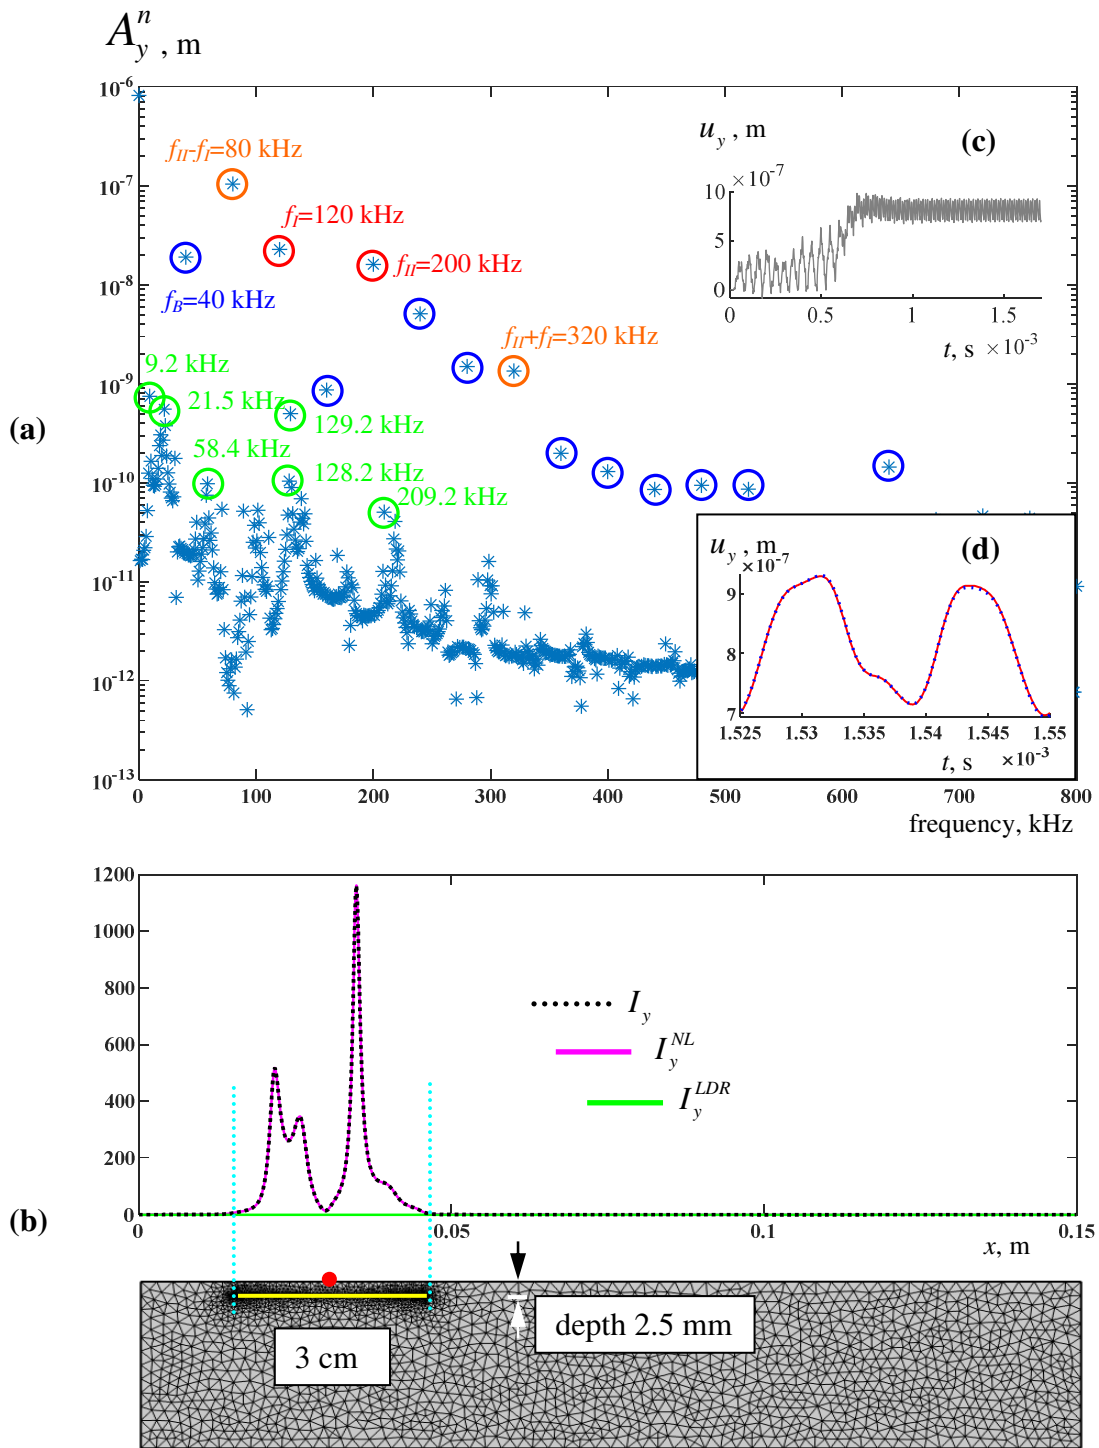 A_y^n , m
(a)
10^-6
10^-7
10^-8
10^-9
10^-10
10^-11
10^-12
10^-13
f_II-f_I=80 kHz
f_I=120 kHz
f_II=200 kHz
f_B=40 kHz
f_II+f_I=320 kHz
9.2 kHz
21.5 kHz
129.2 kHz
58.4 kHz
128.2 kHz
209.2 kHz
0 100 200 300 400 500 600 700 800
frequency, kHz
(c)
u_y , m
×10^-7
10
5
0
0 0.5 1 1.5
t, s ×10^-3
(d)
u_y , m
×10^-7
9
8
7
1.525 1.53 1.535 1.54 1.545 1.55
t, s ×10^-3
(b)
1200
1000
800
600
400
200
0
I_y
I_y^NL
I_y^LDR
0 0.05 0.1 0.15
x, m
depth 2.5 mm
3 cm